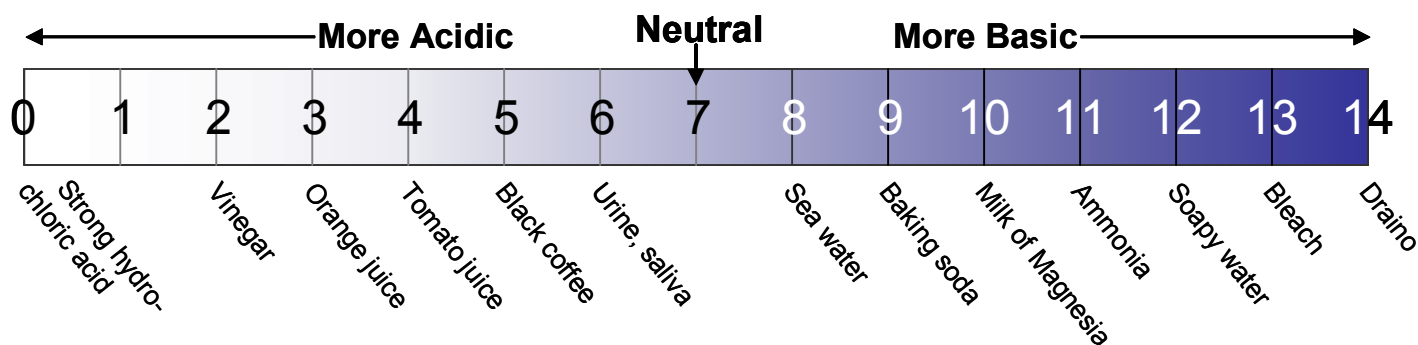 More Acidic Neutral More Basic
0 1 2 3 4 5 6 7 8 9 10 11 12 13 14
Strong hydro-
chloric acid
Vinegar
Orange juice
Tomato juice
Black coffee
Urine, saliva
Sea water
Baking soda
Milk of Magnesia
Ammonia
Soapy water
Bleach
Draino